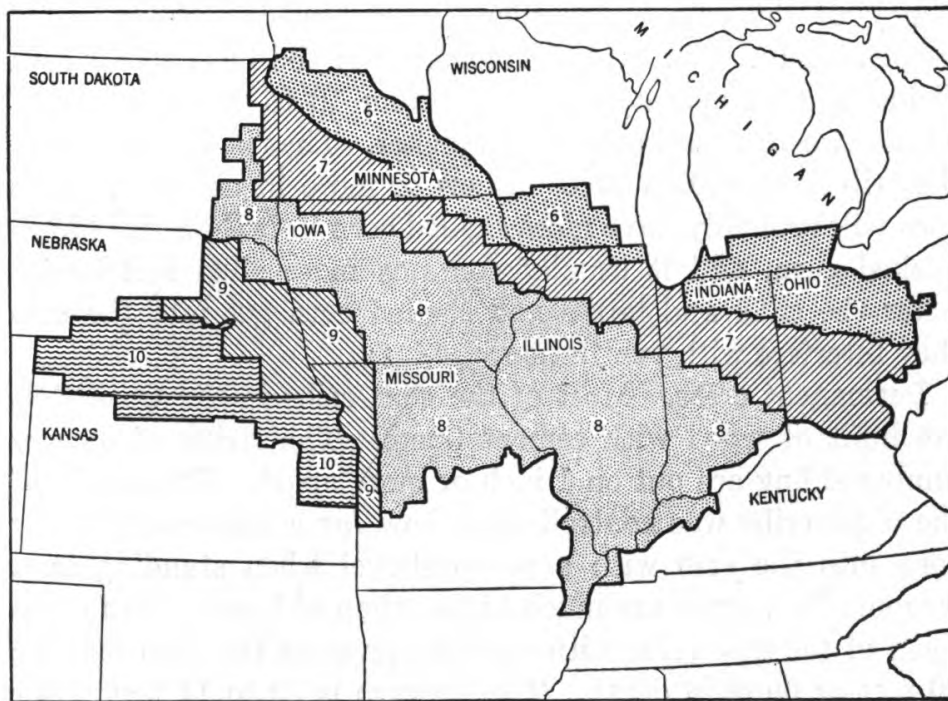 MICHIGAN
SOUTH DAKOTA
WISCONSIN
6
7
MINNESOTA
8
IOWA
7
6
NEBRASKA
9
7
INDIANA
OHIO
6
8
9
ILLINOIS
7
10
MISSOURI
KANSAS
8
8
8
10
9
KENTUCKY